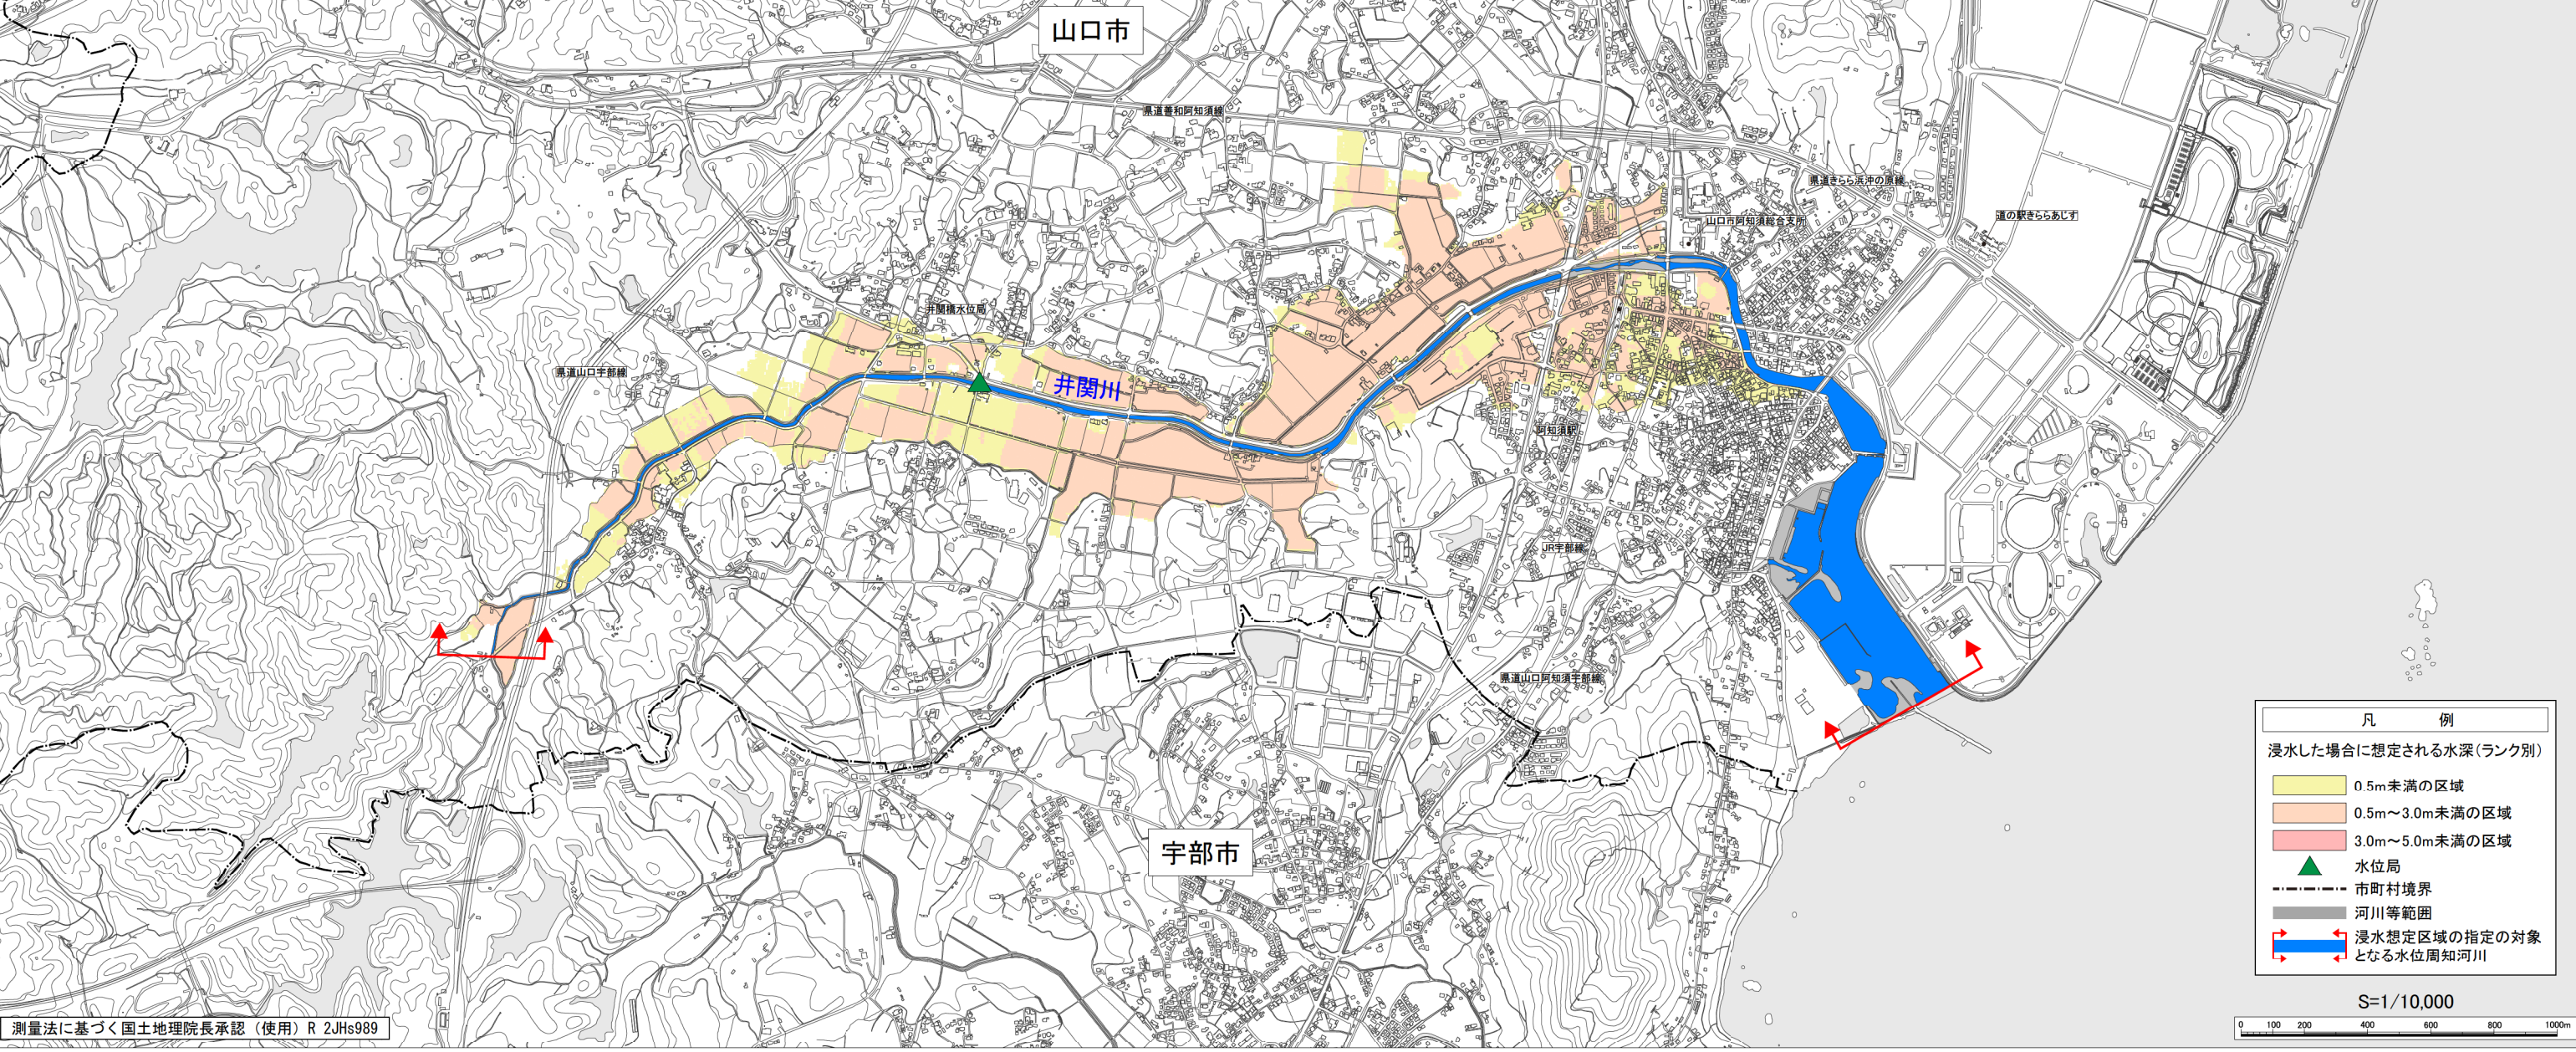 山口市
県道善和阿知須線
県道きらら浜沖の原線
道の駅きららあじす
山口市阿知須総合支所
井関橋水位局
県道山口宇部線
井関川
阿知須駅
JR宇部線
県道山口阿知須宇部線
宇部市
凡 例
浸水した場合に想定される水深(ランク別)
0.5m未満の区域
0.5m～3.0m未満の区域
3.0m～5.0m未満の区域
水位局
市町村境界
河川等範囲
浸水想定区域の指定の対象
となる水位周知河川
S=1/10,000
0 100 200 400 600 800 1000m
測量法に基づく国土地理院長承認（使用）R 2JHs989